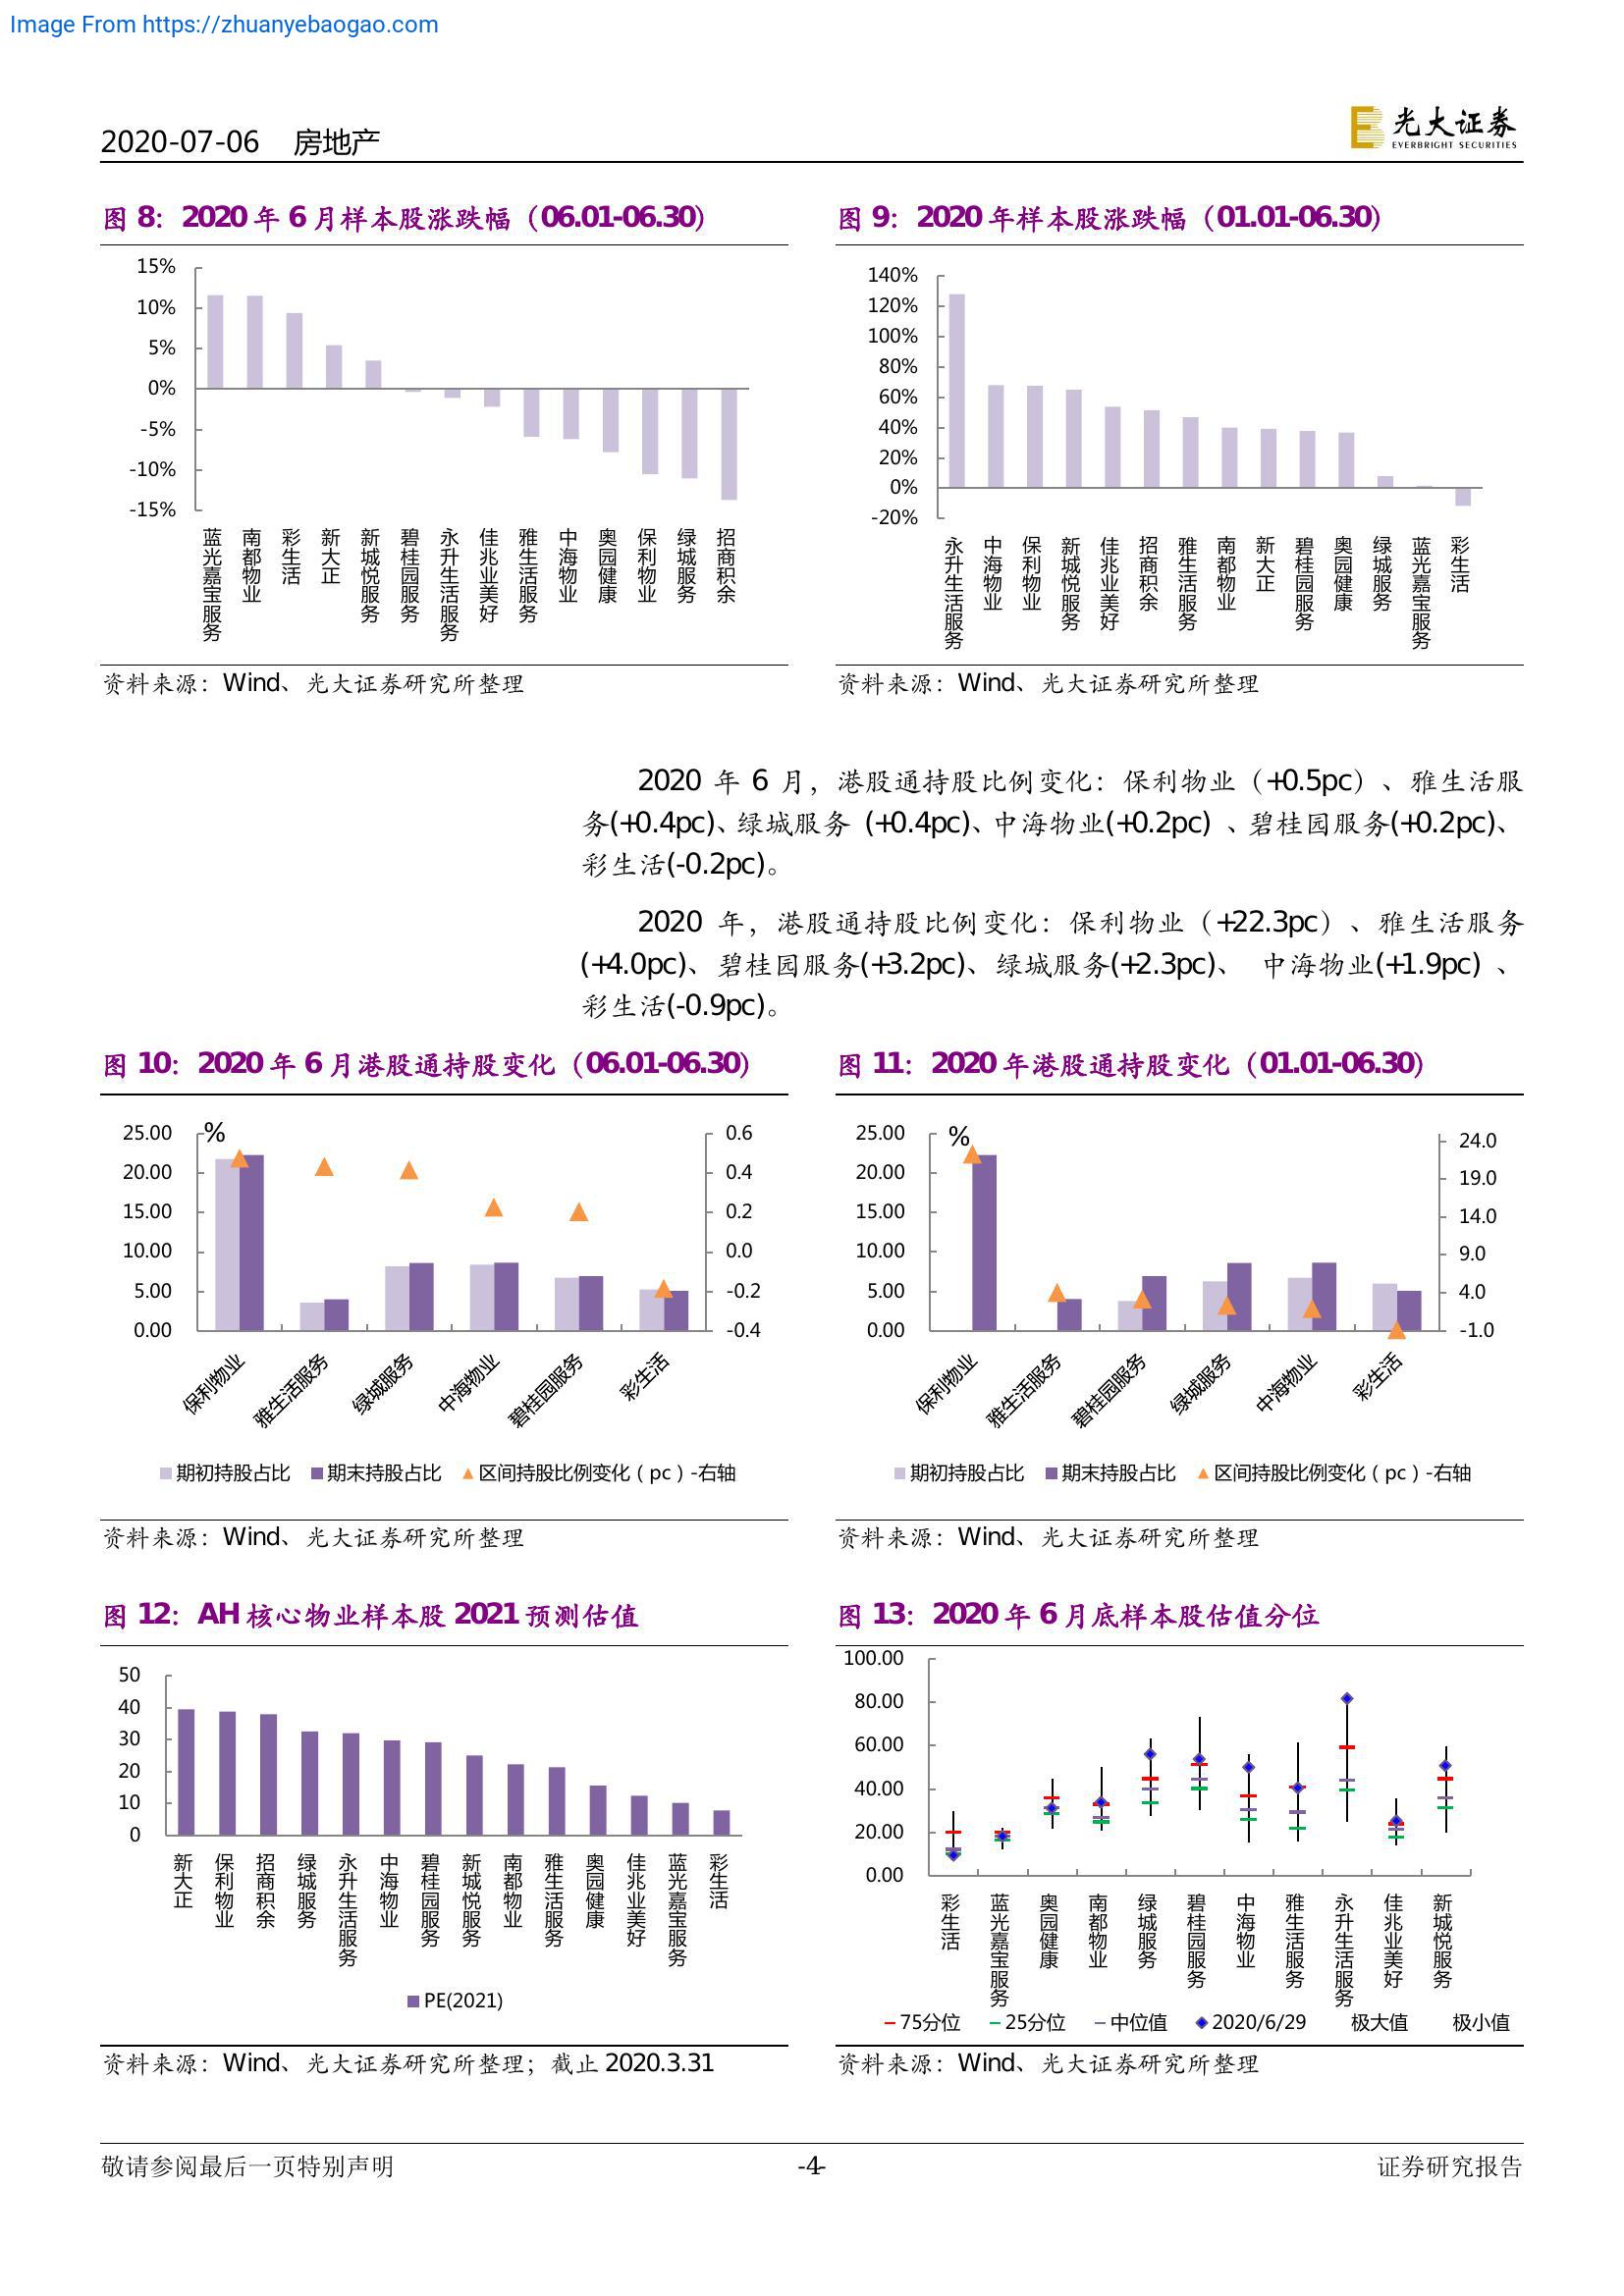 Image From https://zhuanyebaogao.com
2020-07-06 房地产
光大证券
EVERBRIGHT SECURITIES
图 8：2020 年 6 月样本股涨跌幅（06.01-06.30）
15%
10%
5%
0%
-5%
-10%
-15%
蓝光嘉宝服务
南都物业
彩生活
新大正
新城悦服务
碧桂园服务
永升生活服务
佳兆业美好
雅生活服务
中海物业
奥园健康
保利物业
绿城服务
招商积余
资料来源：Wind、光大证券研究所整理
图 9：2020 年样本股涨跌幅（01.01-06.30）
140%
120%
100%
80%
60%
40%
20%
0%
-20%
永升生活服务
中海物业
保利物业
新城悦服务
佳兆业美好
招商积余
雅生活服务
南都物业
新大正
碧桂园服务
奥园健康
绿城服务
蓝光嘉宝服务
彩生活
资料来源：Wind、光大证券研究所整理
2020 年 6 月，港股通持股比例变化：保利物业（+0.5pc）、雅生活服
务(+0.4pc)、绿城服务 (+0.4pc)、中海物业(+0.2pc) 、碧桂园服务(+0.2pc)、
彩生活(-0.2pc)。
2020 年，港股通持股比例变化：保利物业（+22.3pc）、雅生活服务
(+4.0pc)、碧桂园服务(+3.2pc)、绿城服务(+2.3pc)、 中海物业(+1.9pc) 、
彩生活(-0.9pc)。
图 10：2020 年 6 月港股通持股变化（06.01-06.30）
%
25.00
20.00
15.00
10.00
5.00
0.00
0.6
0.4
0.2
0.0
-0.2
-0.4
保利物业
雅生活服务
绿城服务
中海物业
碧桂园服务
彩生活
期初持股占比 期末持股占比 区间持股比例变化（pc）-右轴
资料来源：Wind、光大证券研究所整理
图 11：2020 年港股通持股变化（01.01-06.30）
%
25.00
20.00
15.00
10.00
5.00
0.00
24.0
19.0
14.0
9.0
4.0
-1.0
保利物业
雅生活服务
碧桂园服务
绿城服务
中海物业
彩生活
期初持股占比 期末持股占比 区间持股比例变化（pc）-右轴
资料来源：Wind、光大证券研究所整理
图 12：AH 核心物业样本股 2021 预测估值
50
40
30
20
10
0
新大正
保利物业
招商积余
绿城服务
永升生活服务
中海物业
碧桂园服务
新城悦服务
南都物业
雅生活服务
奥园健康
佳兆业美好
蓝光嘉宝服务
彩生活
PE(2021)
资料来源：Wind、光大证券研究所整理；截止 2020.3.31
图 13：2020 年 6 月底样本股估值分位
100.00
80.00
60.00
40.00
20.00
0.00
彩生活
蓝光嘉宝服务
奥园健康
南都物业
绿城服务
碧桂园服务
中海物业
雅生活服务
永升生活服务
佳兆业美好
新城悦服务
75分位 25分位 中位值 2020/6/29 极大值 极小值
资料来源：Wind、光大证券研究所整理
敬请参阅最后一页特别声明
-4-
证券研究报告